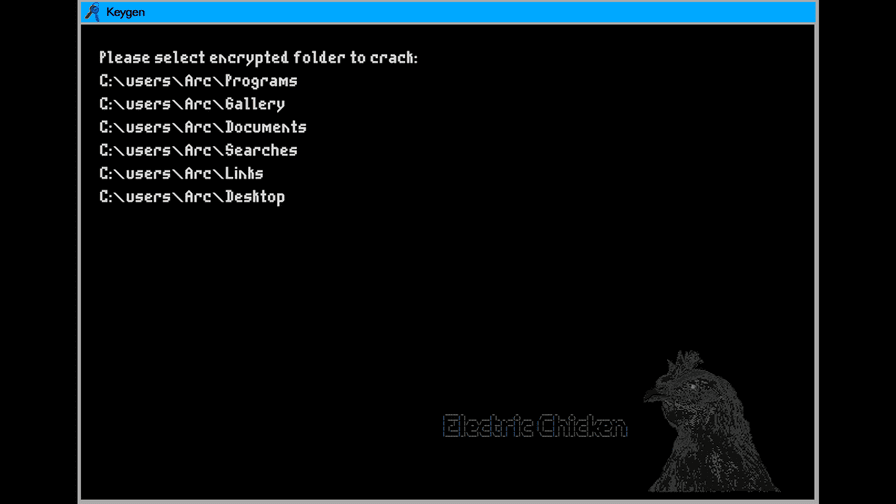 Keygen
Please select encrypted folder to crack:
C:\users\Arc\Programs
C:\users\Arc\Gallery
C:\users\Arc\Documents
C:\users\Arc\Searches
C:\users\Arc\Links
C:\users\Arc\Desktop
Electric Chicken